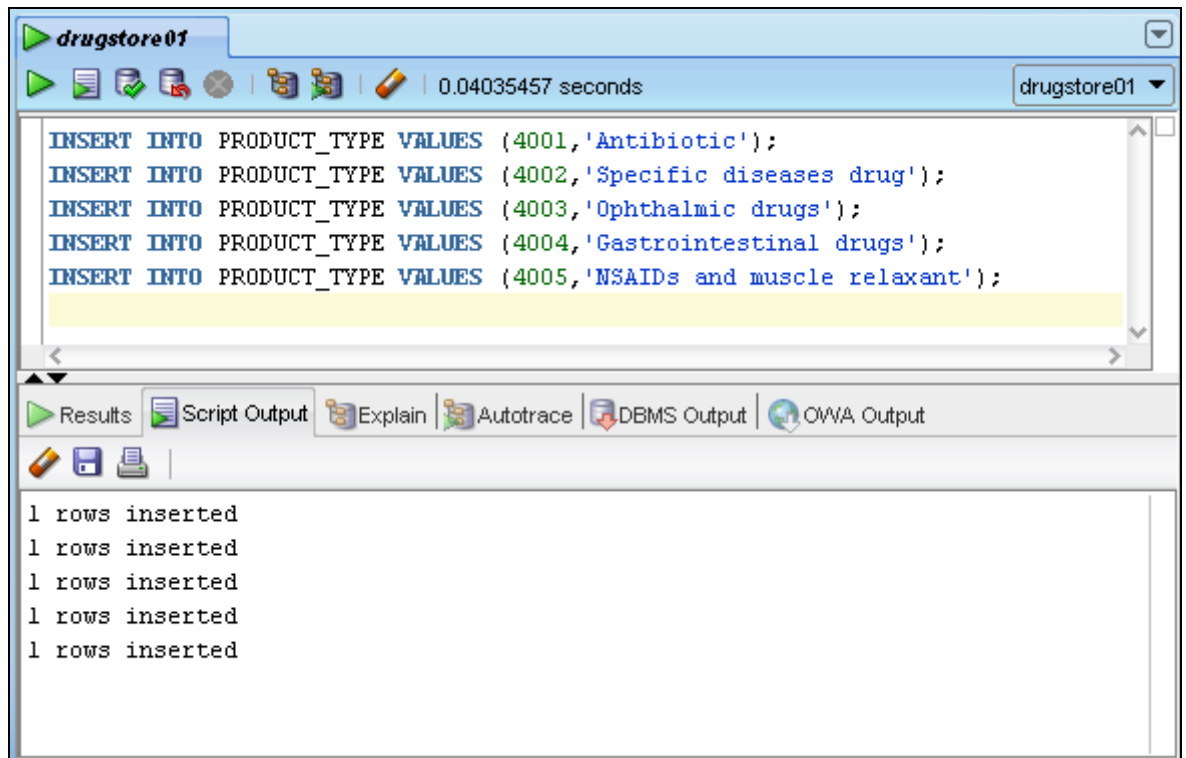 drugstore01
0.04035457 seconds
drugstore01
INSERT INTO PRODUCT_TYPE VALUES (4001,'Antibiotic');
INSERT INTO PRODUCT_TYPE VALUES (4002,'Specific diseases drug');
INSERT INTO PRODUCT_TYPE VALUES (4003,'Ophthalmic drugs');
INSERT INTO PRODUCT_TYPE VALUES (4004,'Gastrointestinal drugs');
INSERT INTO PRODUCT_TYPE VALUES (4005,'NSAIDs and muscle relaxant');
Results Script Output Explain Autotrace DBMS Output OWA Output
1 rows inserted
1 rows inserted
1 rows inserted
1 rows inserted
1 rows inserted